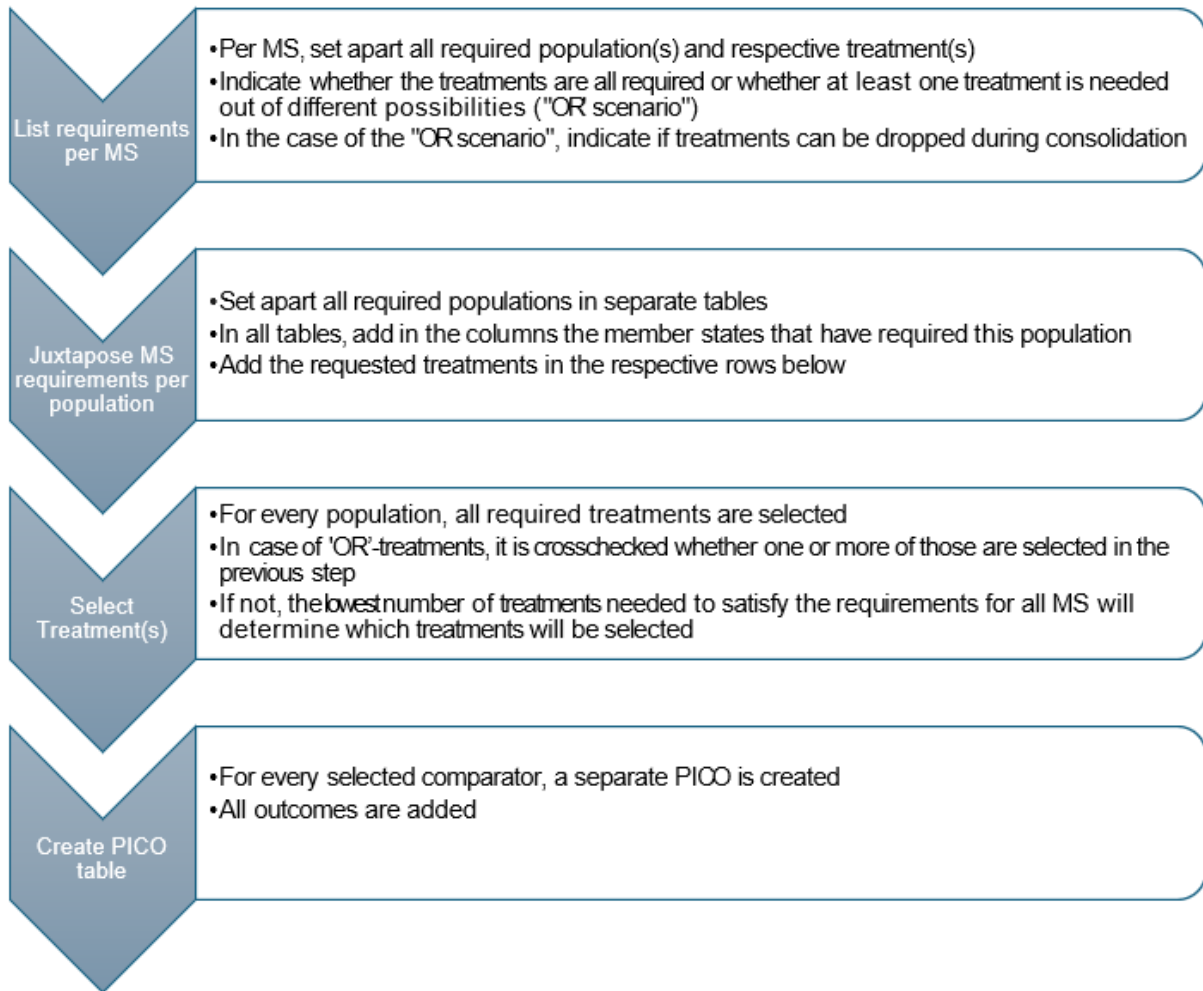 •Per MS, set apart all required population(s) and respective treatment(s)
•Indicate whether the treatments are all required or whether at least one treatment is needed
out of different possibilities ("OR' scenario")
•In the case of the "OR scenario", indicate if treatments can be dropped during consolidation
List requirements
per MS
•Set apart all required populations in separate tables
•In all tables, add in the columns the member states that have required this population
•Add the requested treatments in the respective rows below
Juxtapose MS
requirements per
population
•For every population, all required treatments are selected
•In case of 'OR'-treatments, it is crosschecked whether one or more of those are selected in the
previous step
•If not, the lowest number of treatments needed to satisfy the requirements for all MS will
determine which treatments will be selected
Select
Treatment(s)
•For every selected comparator, a separate PICO is created
•All outcomes are added
Create PICO
table